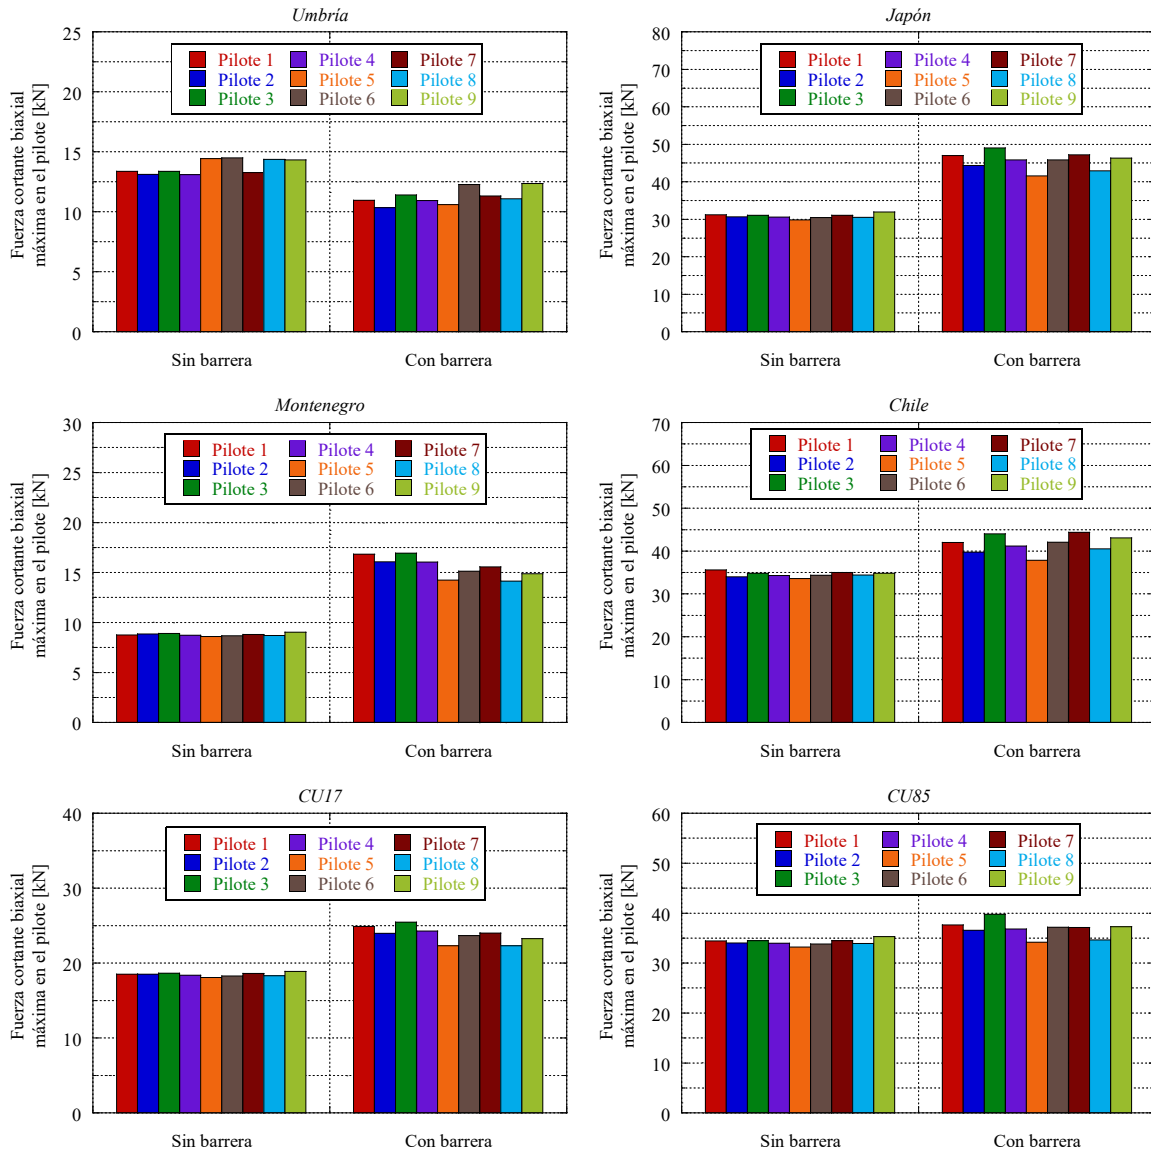 Umbría
Fuerza cortante biaxial
máxima en el pilote [kN]
25
20
15
10
5
0
Pilote 1 Pilote 4 Pilote 7
Pilote 2 Pilote 5 Pilote 8
Pilote 3 Pilote 6 Pilote 9
Sin barrera Con barrera
Japón
Fuerza cortante biaxial
máxima en el pilote [kN]
80
70
60
50
40
30
20
10
0
Pilote 1 Pilote 4 Pilote 7
Pilote 2 Pilote 5 Pilote 8
Pilote 3 Pilote 6 Pilote 9
Sin barrera Con barrera
Montenegro
Fuerza cortante biaxial
máxima en el pilote [kN]
30
25
20
15
10
5
0
Pilote 1 Pilote 4 Pilote 7
Pilote 2 Pilote 5 Pilote 8
Pilote 3 Pilote 6 Pilote 9
Sin barrera Con barrera
Chile
Fuerza cortante biaxial
máxima en el pilote [kN]
70
60
50
40
30
20
10
0
Pilote 1 Pilote 4 Pilote 7
Pilote 2 Pilote 5 Pilote 8
Pilote 3 Pilote 6 Pilote 9
Sin barrera Con barrera
CU17
Fuerza cortante biaxial
máxima en el pilote [kN]
40
30
20
10
0
Pilote 1 Pilote 4 Pilote 7
Pilote 2 Pilote 5 Pilote 8
Pilote 3 Pilote 6 Pilote 9
Sin barrera Con barrera
CU85
Fuerza cortante biaxial
máxima en el pilote [kN]
60
50
40
30
20
10
0
Pilote 1 Pilote 4 Pilote 7
Pilote 2 Pilote 5 Pilote 8
Pilote 3 Pilote 6 Pilote 9
Sin barrera Con barrera